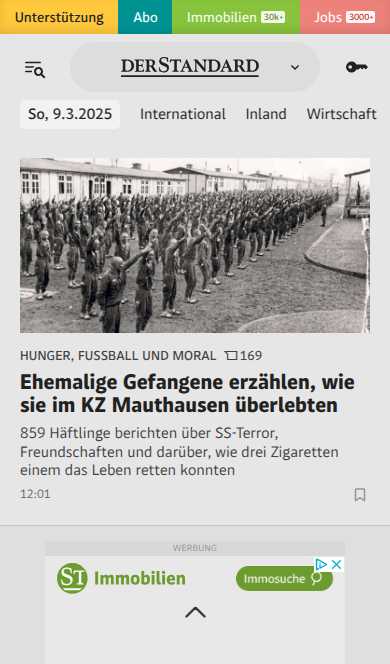 Unterstützung
Abo
Immobilien 30k+
Jobs 3000+
DERSTANDARD
So, 9.3.2025
International
Inland
Wirtschaft
HUNGER, FUSSBALL UND MORAL 169
Ehemalige Gefangene erzählen, wie
sie im KZ Mauthausen überlebten
859 Häftlinge berichten über SS-Terror,
Freundschaften und darüber, wie drei Zigaretten
einem das Leben retten konnten
12:01
WERBUNG
ST Immobilien
Immosuche